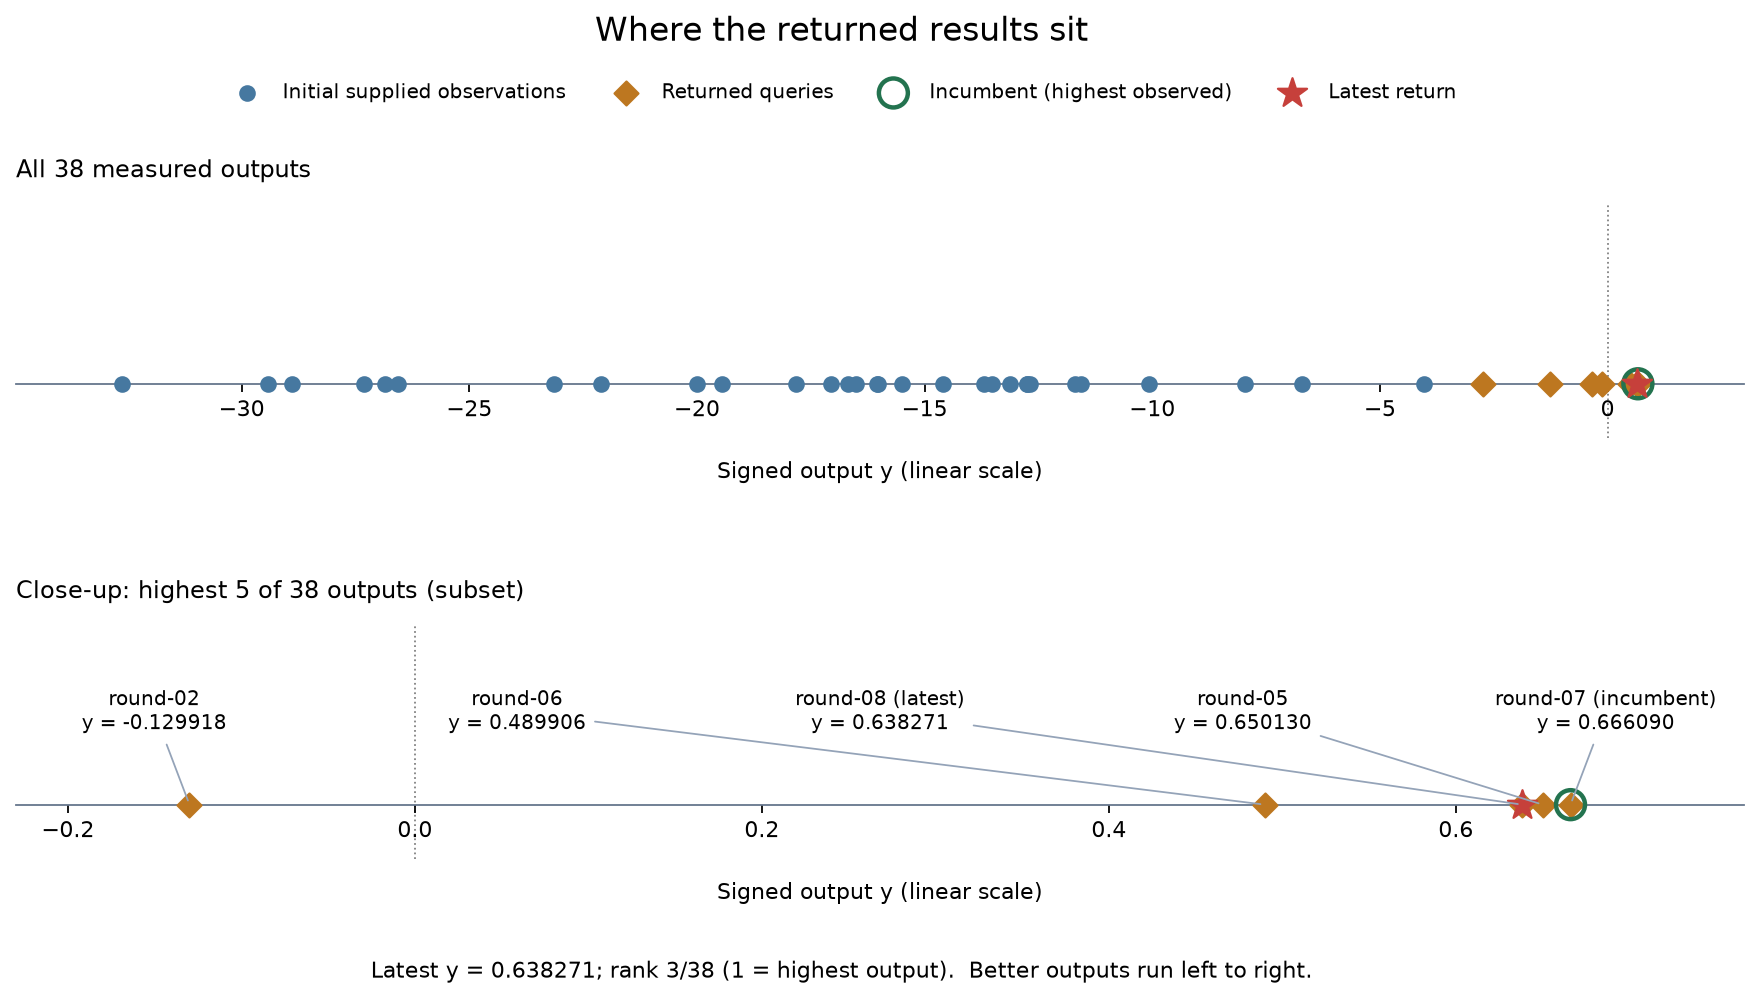 Where the returned results sit
Initial supplied observations
Returned queries
Incumbent (highest observed)
Latest return
All 38 measured outputs
−30
−25
−20
−15
−10
−5
0
Signed output y (linear scale)
Close-up: highest 5 of 38 outputs (subset)
round-02
y = -0.129918
round-06
y = 0.489906
round-08 (latest)
y = 0.638271
round-05
y = 0.650130
round-07 (incumbent)
y = 0.666090
−0.2
0.0
0.2
0.4
0.6
Signed output y (linear scale)
Latest y = 0.638271; rank 3/38 (1 = highest output).  Better outputs run left to right.